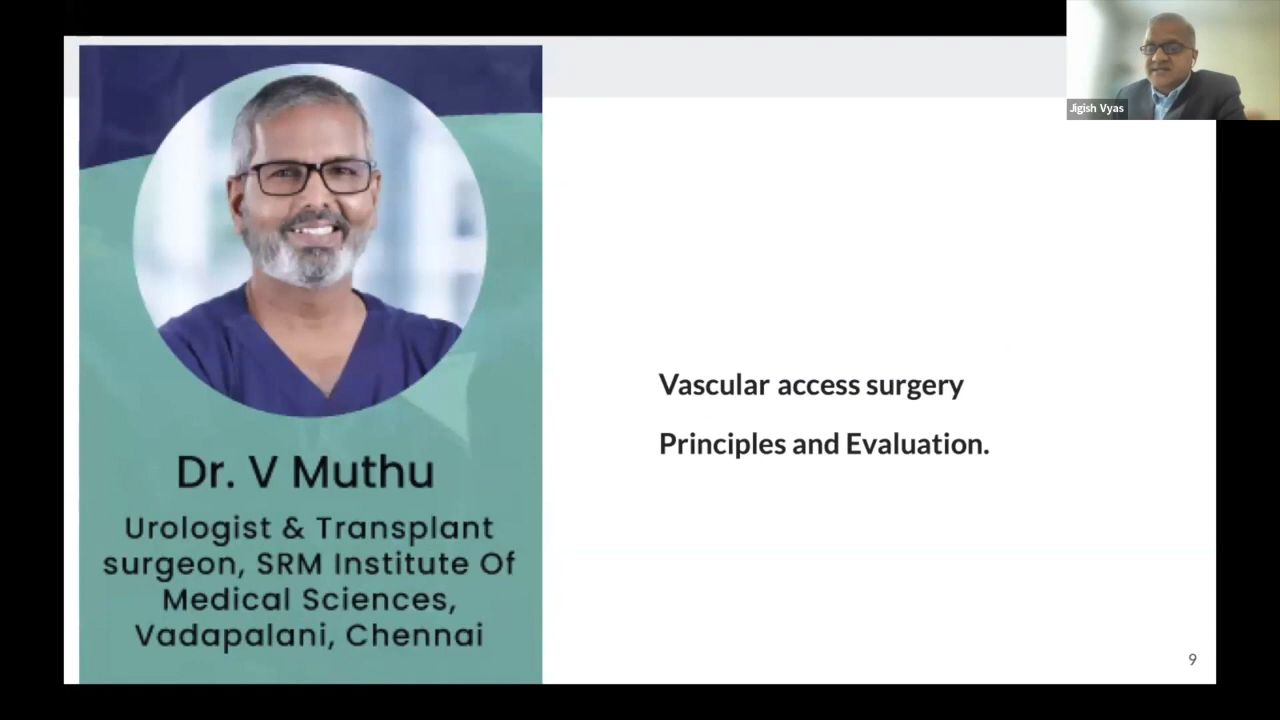 Jigish Vyas
Vascular access surgery
Principles and Evaluation.
Dr. V Muthu
Urologist & Transplant
surgeon, SRM Institute Of
Medical Sciences,
Vadapalani, Chennai
9